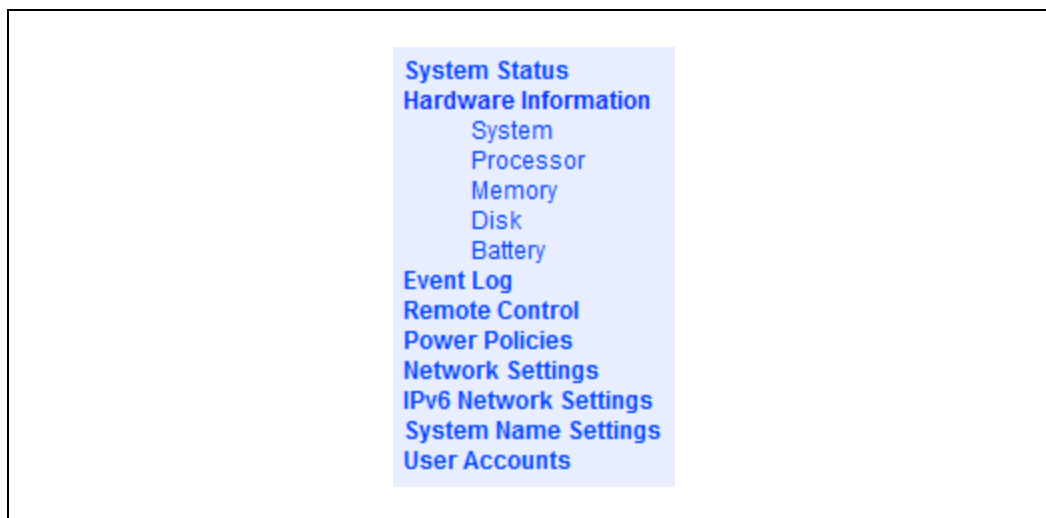 System Status
Hardware Information
System
Processor
Memory
Disk
Battery
Event Log
Remote Control
Power Policies
Network Settings
IPv6 Network Settings
System Name Settings
User Accounts